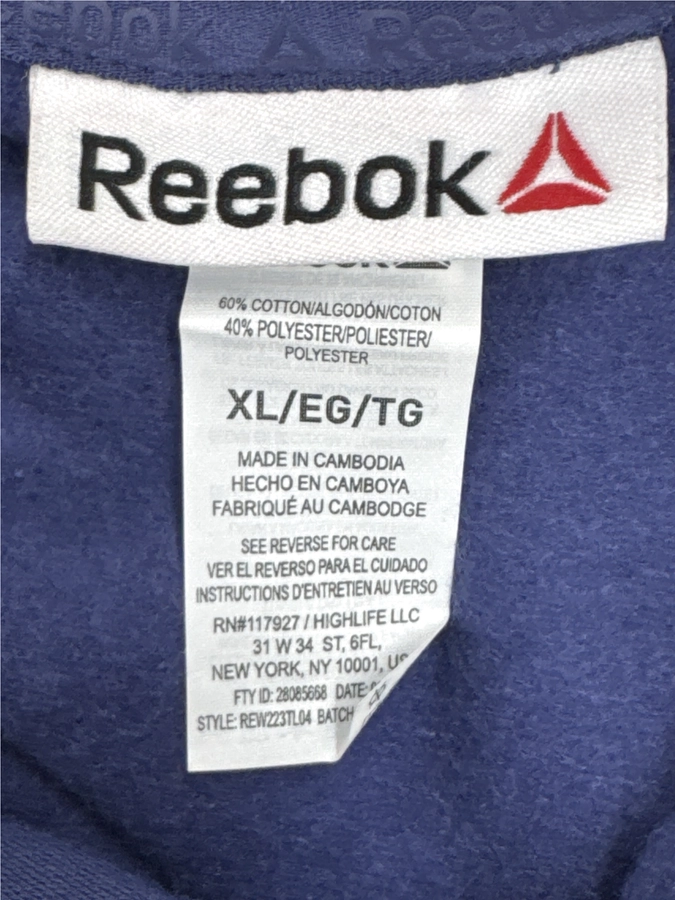 Reebok
Reebok
60% COTTON/ALGODÓN/COTON
40% POLYESTER/POLIESTER/
POLYESTER
XL/EG/TG
MADE IN CAMBODIA
HECHO EN CAMBOYA
FABRIQUÉ AU CAMBODGE
SEE REVERSE FOR CARE
VER EL REVERSO PARA EL CUIDADO
INSTRUCTIONS D'ENTRETIEN AU VERSO
RN#117927 / HIGHLIFE LLC
31 W 34 ST, 6FL,
NEW YORK, NY 10001,
FTY ID: 28085668 DATE:
STYLE: REW223TL04 BATCH